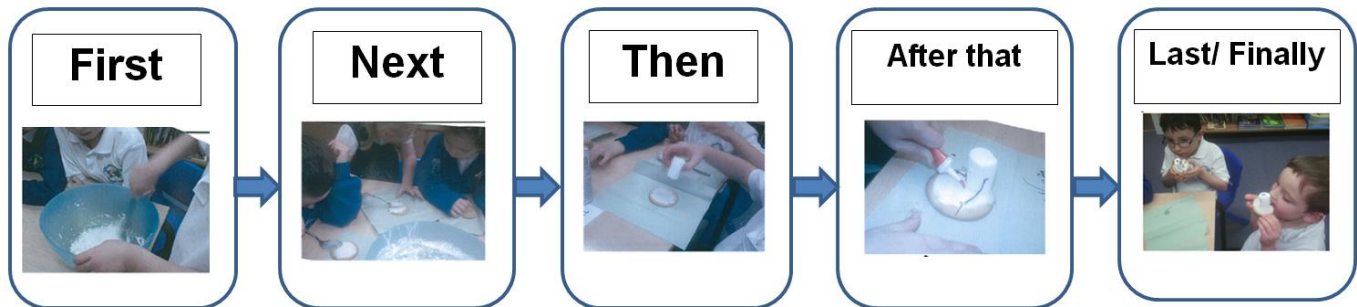 First
Next
Then
After that
Last/ Finally